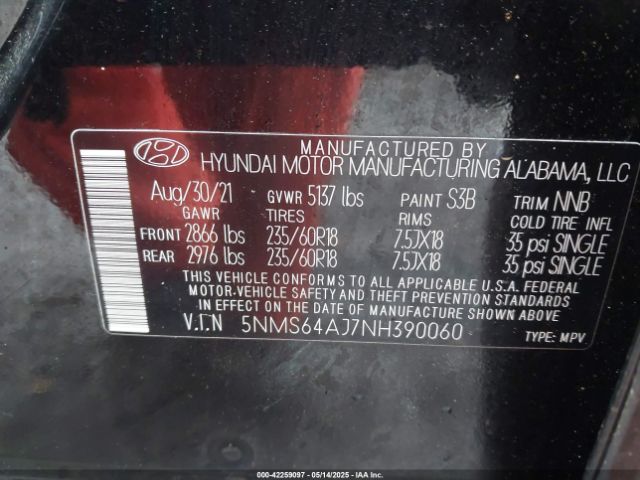 MANUFACTURED BY
HYUNDAI MOTOR MANUFACTURING ALABAMA, LLC
Aug/30/21 GVWR 5137 lbs PAINT S3B TRIM NNB
GAWR TIRES RIMS COLD TIRE INFL
FRONT 2866 lbs 235/60R18 7.5JX18 35 psi SINGLE
REAR 2976 lbs 235/60R18 7.5JX18 35 psi SINGLE
THIS VEHICLE CONFORMS TO ALL APPLICABLE U.S.A. FEDERAL
MOTOR-VEHICLE SAFETY AND THEFT PREVENTION STANDARDS
IN EFFECT ON THE DATE OF MANUFACTURE SHOWN ABOVE.
V.I.N 5NMS64AJ7NH390060 TYPE: MPV
000-42259097 - 05/14/2025 - IAA Inc.